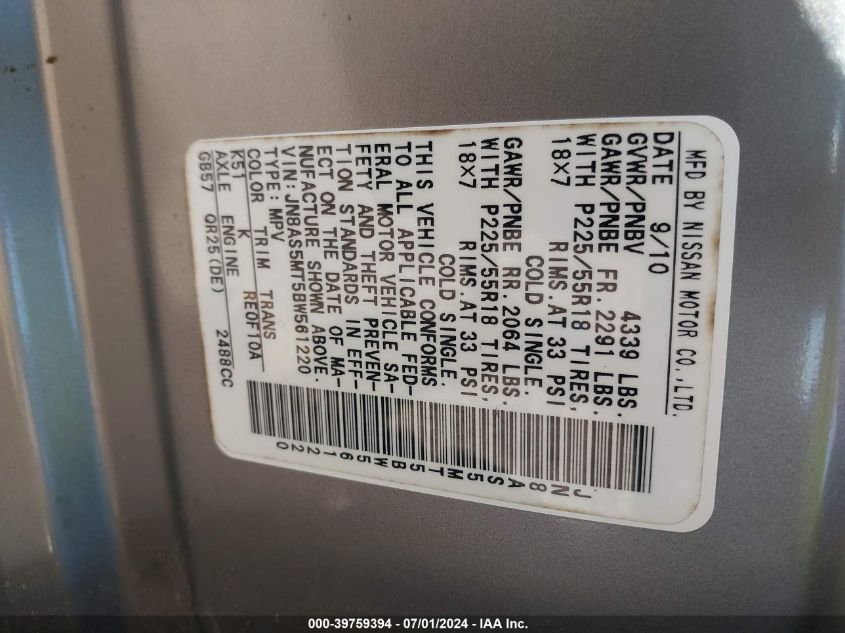 MFD BY NISSAN MOTOR CO.,LTD.
DATE 9/10
GVWR/PNBV 4339 LBS.
GAWR/PNBE FR. 2291 LBS.
WITH P225/55R18 TIRES,
18X7 RIMS.AT 33 PSI
COLD SINGLE.
GAWR/PNBE RR. 2064 LBS.
WITH P225/55R18 TIRES,
18X7 RIMS.AT 33 PSI
COLD SINGLE.
THIS VEHICLE CONFORMS
TO ALL APPLICABLE FED-
ERAL MOTOR VEHICLE SA-
FETY AND THEFT PREVEN-
TION STANDARDS IN EFF-
ECT ON THE DATE OF MA-
NUFACTURE SHOWN ABOVE.
VIN:JN8AS5MT5BW561220
TYPE: MPV
COLOR TRIM TRANS
K51 K RE0F10A
AXLE ENGINE
GB57 QR25(DE) 2488CC
JN8AS5MT5BW561220
000-39759394 - 07/01/2024 - IAA Inc.